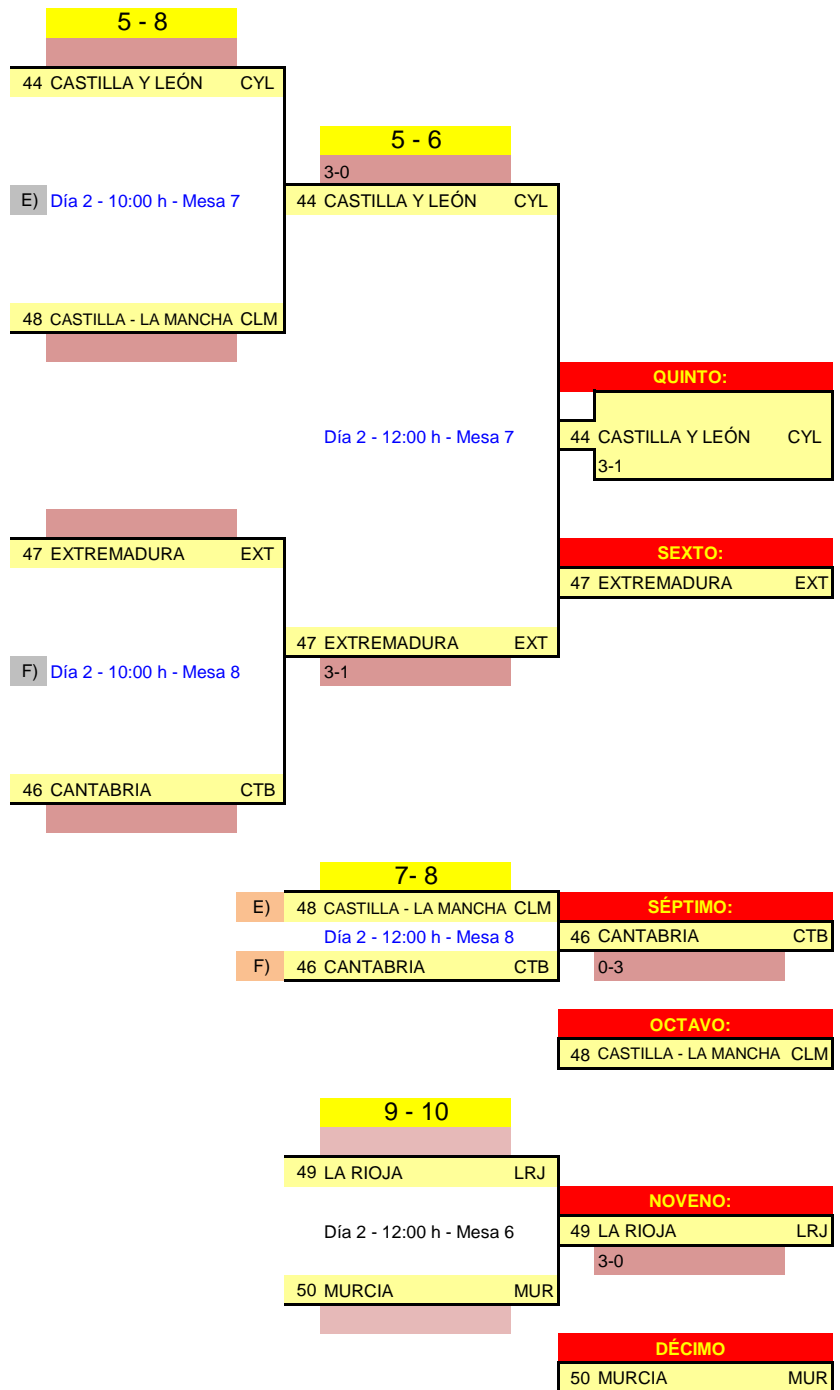 5 - 8
44 CASTILLA Y LEÓN CYL
5 - 6
3-0
E) Día 2 - 10:00 h - Mesa 7
44 CASTILLA Y LEÓN CYL
48 CASTILLA - LA MANCHA CLM
QUINTO:
Día 2 - 12:00 h - Mesa 7
44 CASTILLA Y LEÓN CYL
3-1
47 EXTREMADURA EXT
SEXTO:
47 EXTREMADURA EXT
47 EXTREMADURA EXT
F) Día 2 - 10:00 h - Mesa 8
3-1
46 CANTABRIA CTB
7- 8
E) 48 CASTILLA - LA MANCHA CLM
SÉPTIMO:
Día 2 - 12:00 h - Mesa 8
46 CANTABRIA CTB
F) 46 CANTABRIA CTB
0-3
OCTAVO:
48 CASTILLA - LA MANCHA CLM
9 - 10
49 LA RIOJA LRJ
NOVENO:
Día 2 - 12:00 h - Mesa 6
49 LA RIOJA LRJ
3-0
50 MURCIA MUR
DÉCIMO
50 MURCIA MUR